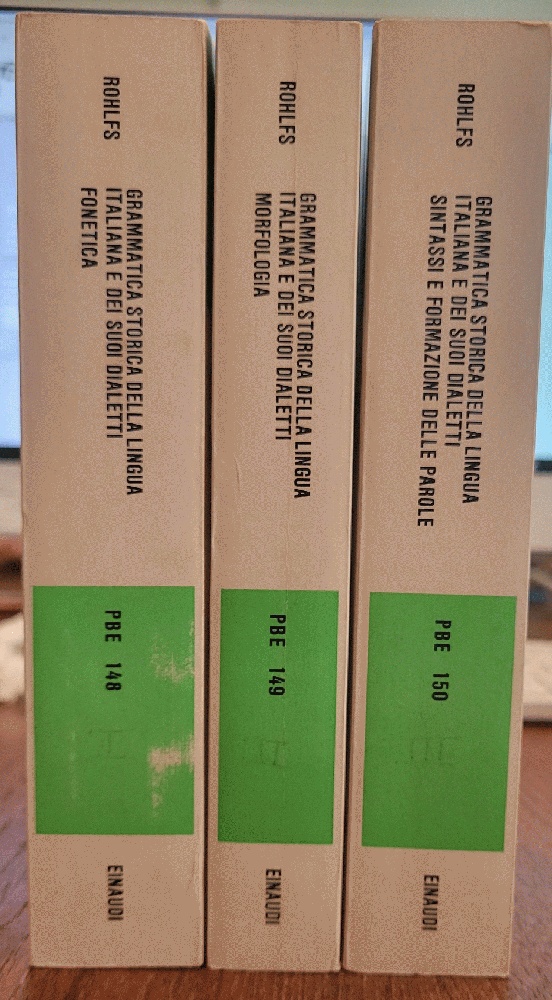 ROHLFS
GRAMMATICA STORICA DELLA LINGUA
ITALIANA E DEI SUOI DIALETTI
FONETICA
PBE 148
EINAUDI
ROHLFS
GRAMMATICA STORICA DELLA LINGUA
ITALIANA E DEI SUOI DIALETTI
MORFOLOGIA
PBE 149
EINAUDI
ROHLFS
GRAMMATICA STORICA DELLA LINGUA
ITALIANA E DEI SUOI DIALETTI
SINTASSI E FORMAZIONE DELLE PAROLE
PBE 150
EINAUDI